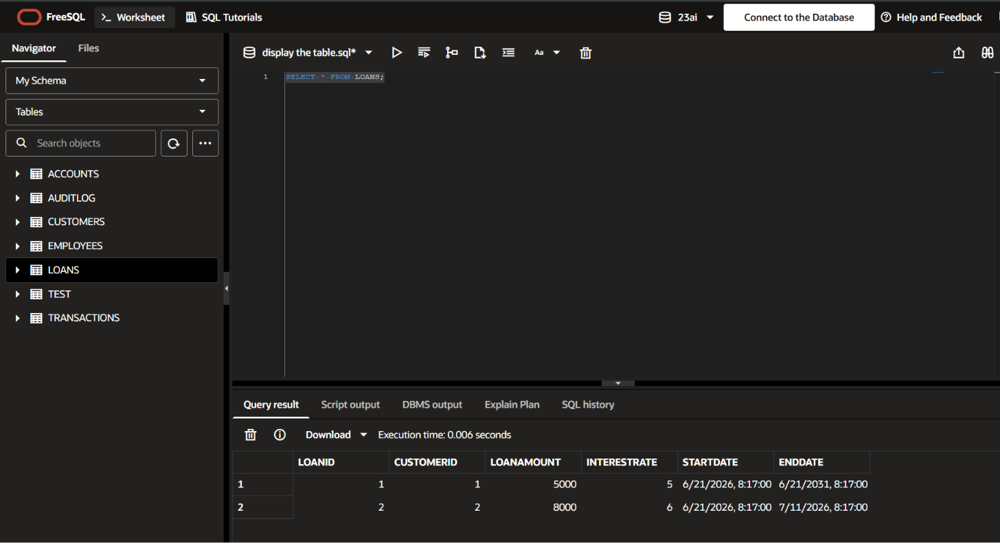 FreeSQL >_ Worksheet SQL Tutorials 23ai Connect to the Database Help and Feedback
Navigator Files
display the table.sql* Aa
My Schema
Tables
Search objects
ACCOUNTS
AUDITLOG
CUSTOMERS
EMPLOYEES
LOANS
TEST
TRANSACTIONS
1 SELECT * FROM LOANS;
Query result Script output DBMS output Explain Plan SQL history
Download Execution time: 0.006 seconds
LOANID CUSTOMERID LOANAMOUNT INTERESTRATE STARTDATE ENDDATE
1 1 1 5000 5 6/21/2026, 8:17:00 6/21/2031, 8:17:00
2 2 2 8000 6 6/21/2026, 8:17:00 7/11/2026, 8:17:00